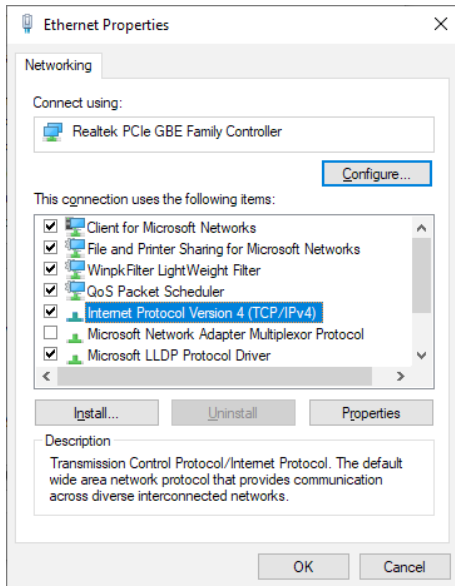 Ethernet Properties
Networking
Connect using:
Realtek PCIe GBE Family Controller
Configure...
This connection uses the following items:
Client for Microsoft Networks
File and Printer Sharing for Microsoft Networks
WinpkFilter LightWeight Filter
QoS Packet Scheduler
Internet Protocol Version 4 (TCP/IPv4)
Microsoft Network Adapter Multiplexor Protocol
Microsoft LLDP Protocol Driver
Install...
Uninstall
Properties
Description
Transmission Control Protocol/Internet Protocol. The default
wide area network protocol that provides communication
across diverse interconnected networks.
OK
Cancel